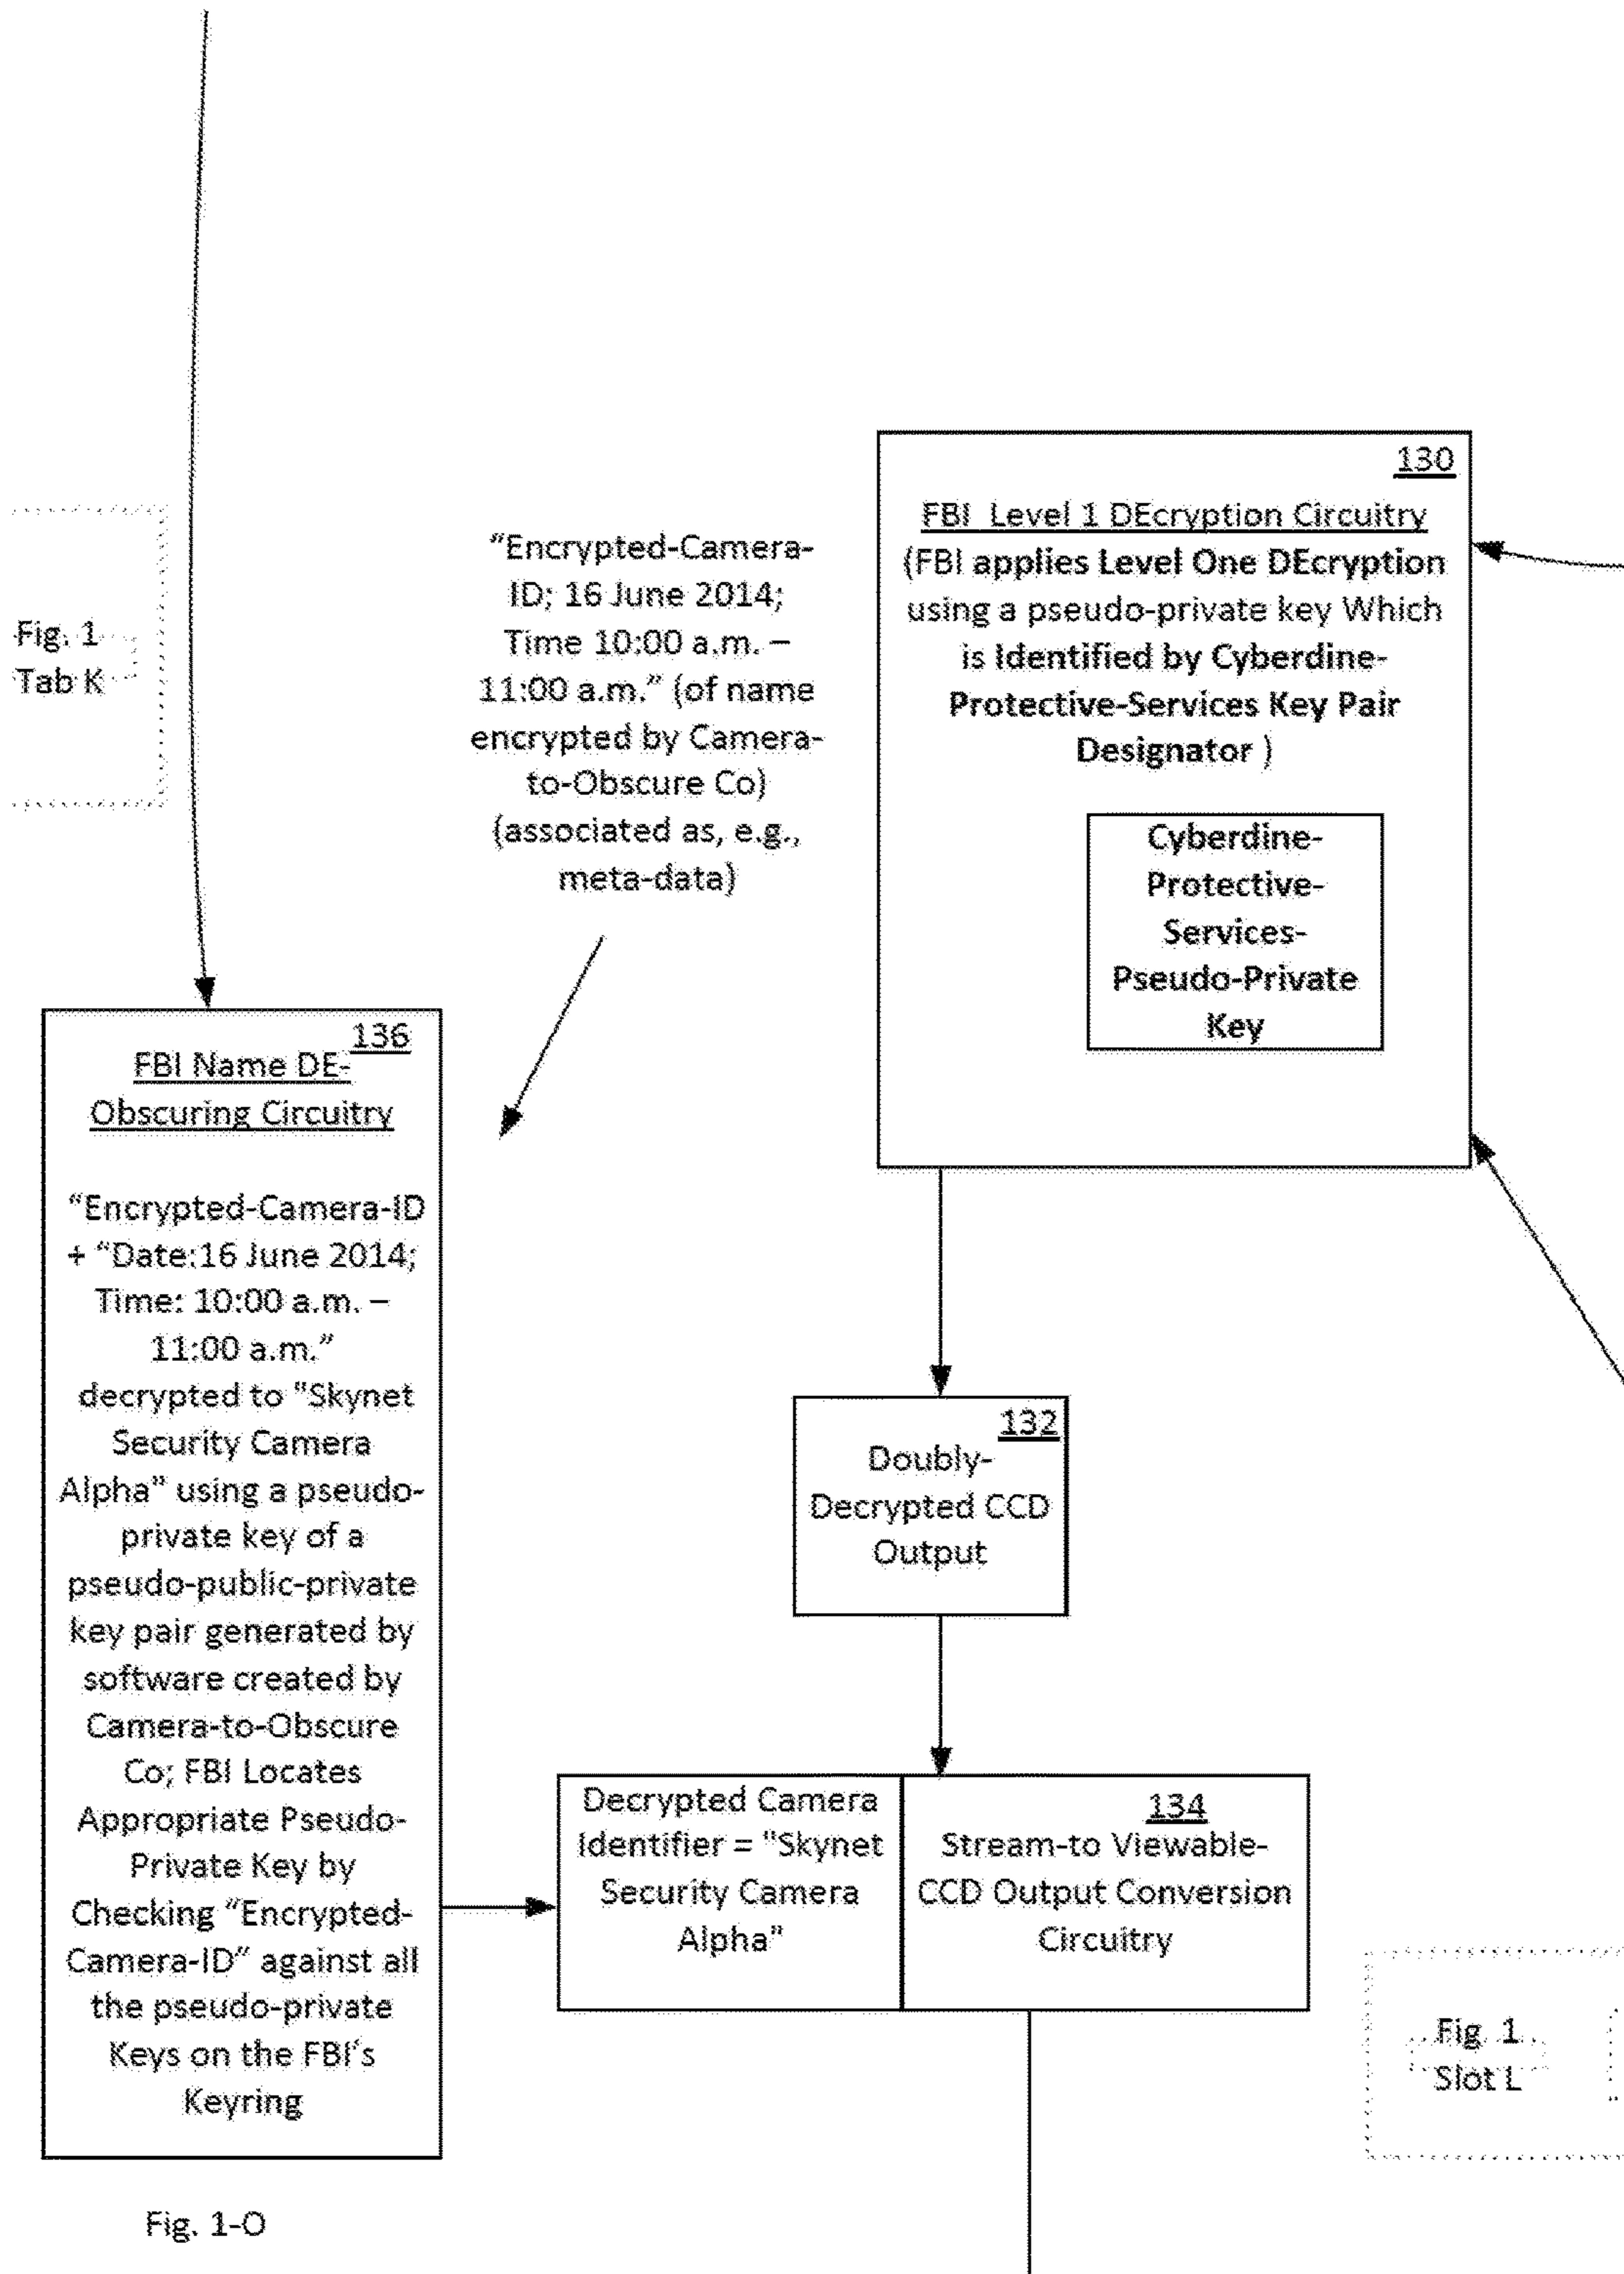 130
FBI Level 1 DEcryption Circuitry
(FBI applies Level One DEcryption
using a pseudo-private key Which
is Identified by Cyberdine-
Protective-Services Key Pair
Designator )
Cyberdine-
Protective-
Services-
Pseudo-Private
Key
"Encrypted-Camera-
ID; 16 June 2014;
Time 10:00 a.m. –
11:00 a.m." (of name
encrypted by Camera-
to-Obscure Co)
(associated as, e.g.,
meta-data)
Fig. 1
Tab K
136
FBI Name DE-
Obscuring Circuitry
"Encrypted-Camera-ID
+ "Date:16 June 2014;
Time: 10:00 a.m. –
11:00 a.m."
decrypted to "Skynet
Security Camera
Alpha" using a pseudo-
private key of a
pseudo-public-private
key pair generated by
software created by
Camera-to-Obscure
Co; FBI Locates
Appropriate Pseudo-
Private Key by
Checking "Encrypted-
Camera-ID" against all
the pseudo-private
Keys on the FBI's
Keyring
132
Doubly-
Decrypted CCD
Output
Decrypted Camera
Identifier = "Skynet
Security Camera
Alpha"
134
Stream-to Viewable-
CCD Output Conversion
Circuitry
Fig. 1
Slot L
Fig. 1-O